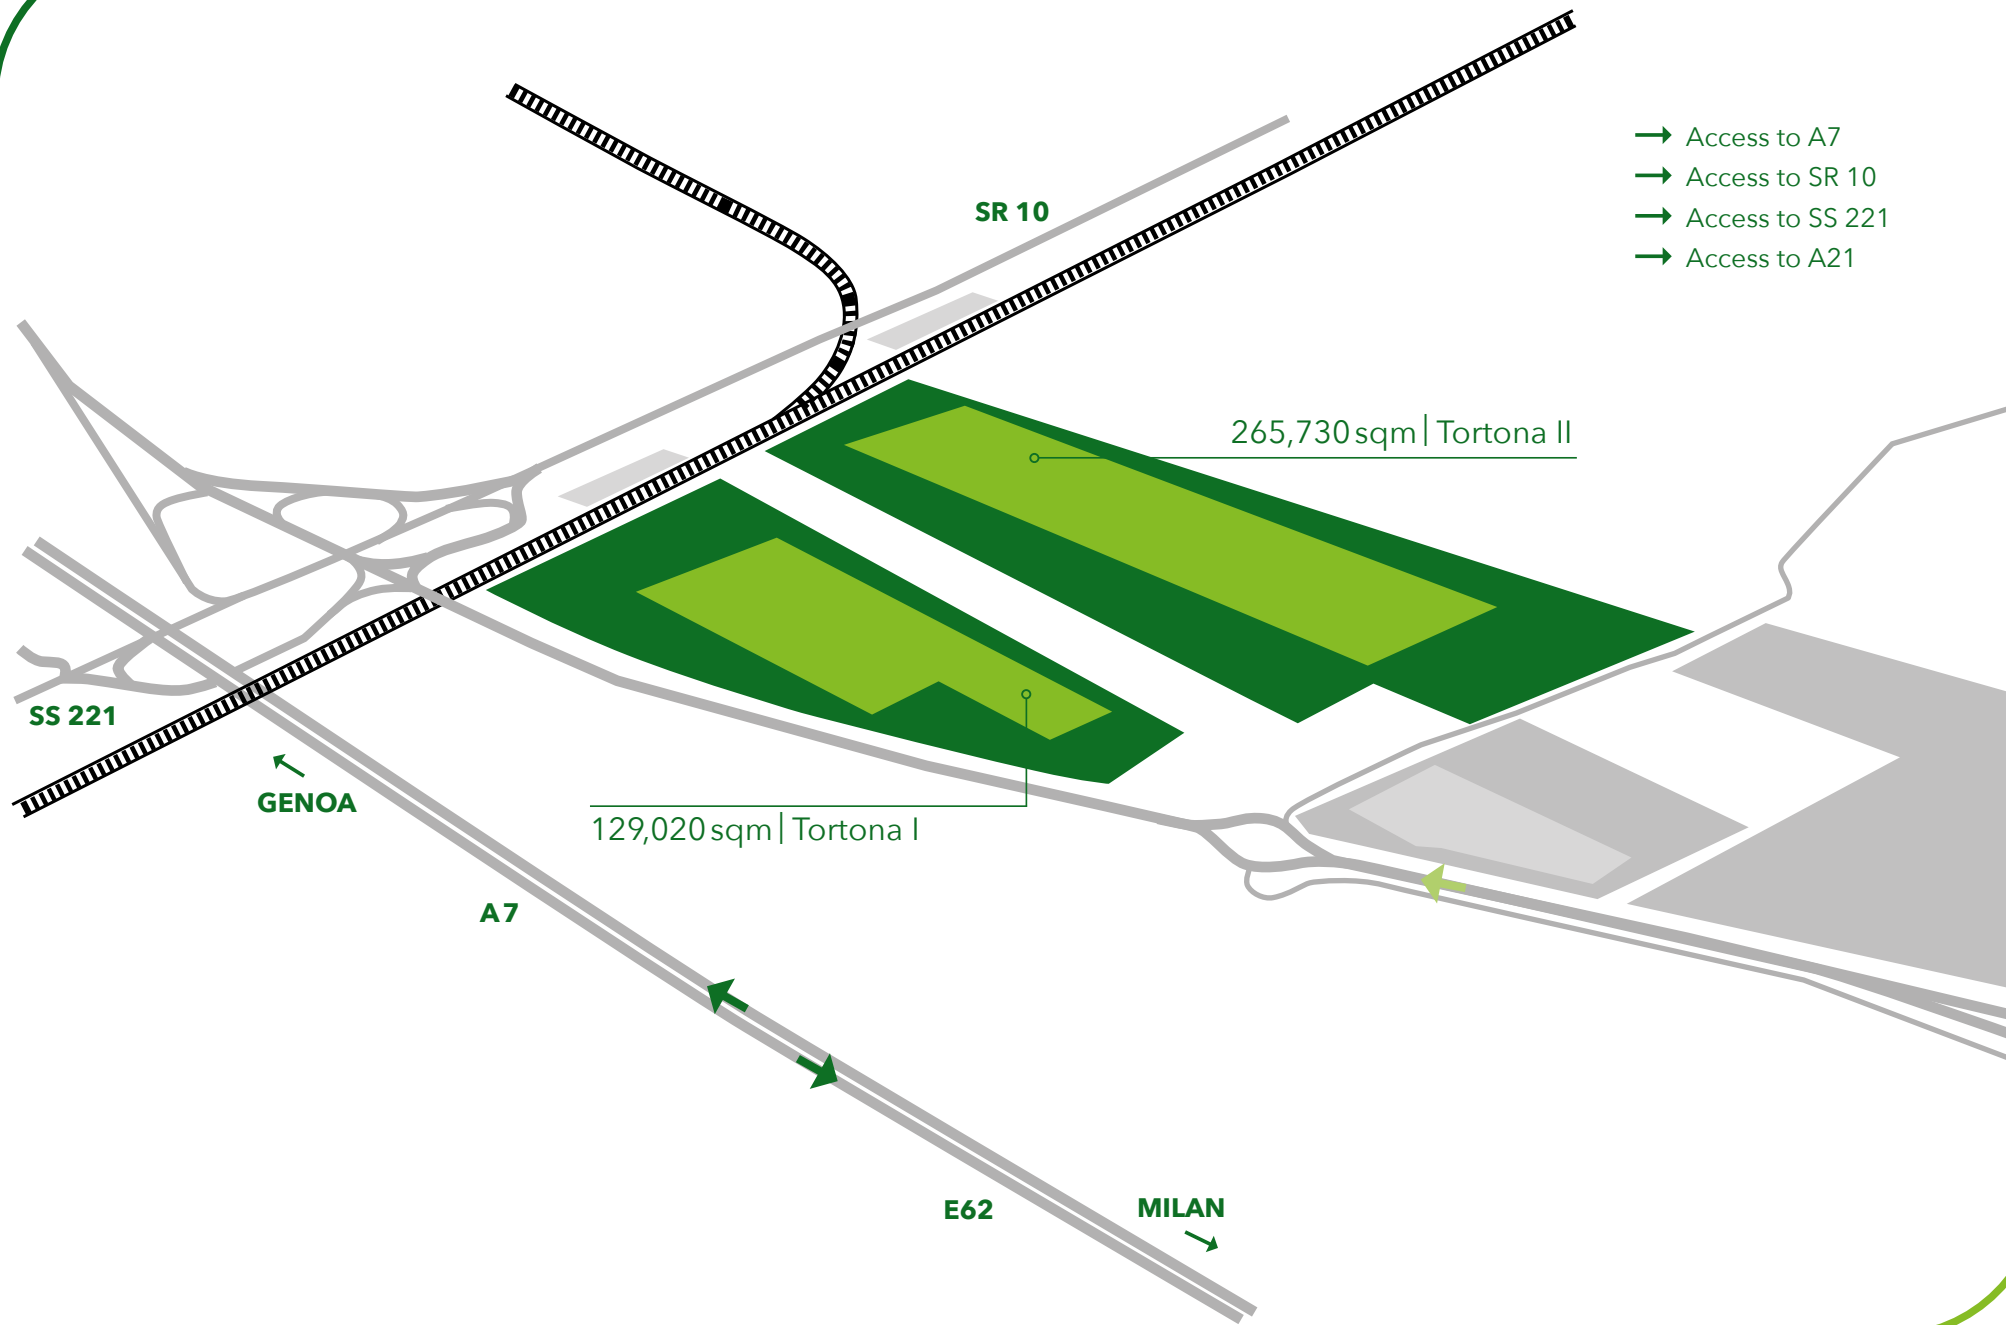 Access to A7
Access to SR 10
Access to SS 221
Access to A21
SR 10
265,730 sqm | Tortona II
SS 221
GENOA
129,020 sqm | Tortona I
A7
E62
MILAN